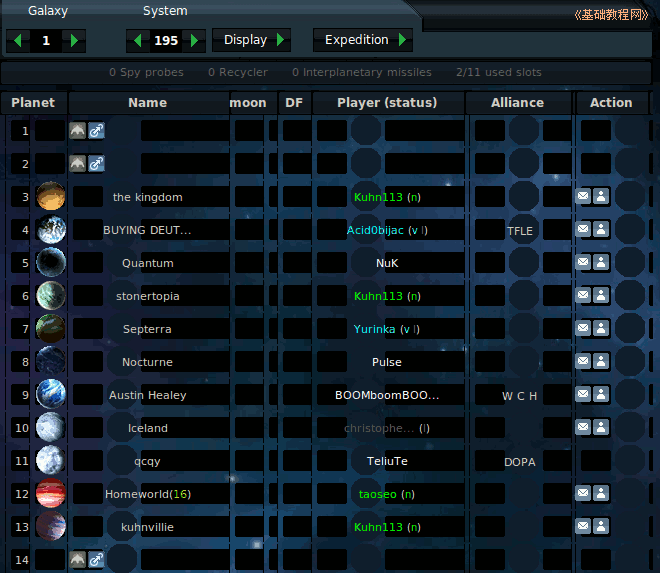 Galaxy System
《基础教程网》
1 195 Display Expedition
0 Spy probes 0 Recycler 0 Interplanetary missiles 2/11 used slots
Planet Name moon DF Player (status) Alliance Action
1
2
3 the kingdom Kuhn113 (n)
4 BUYING DEUT... Acid0bijac (v I) TFLE
5 Quantum NuK
6 stonertopia Kuhn113 (n)
7 Septerra Yurinka (v I)
8 Nocturne Pulse
9 Austin Healey BOOMboomBOO... W C H
10 Iceland christophe... (I)
11 qcqy TeliuTe DOPA
12 Homeworld(16) taoseo (n)
13 kuhnvillie Kuhn113 (n)
14